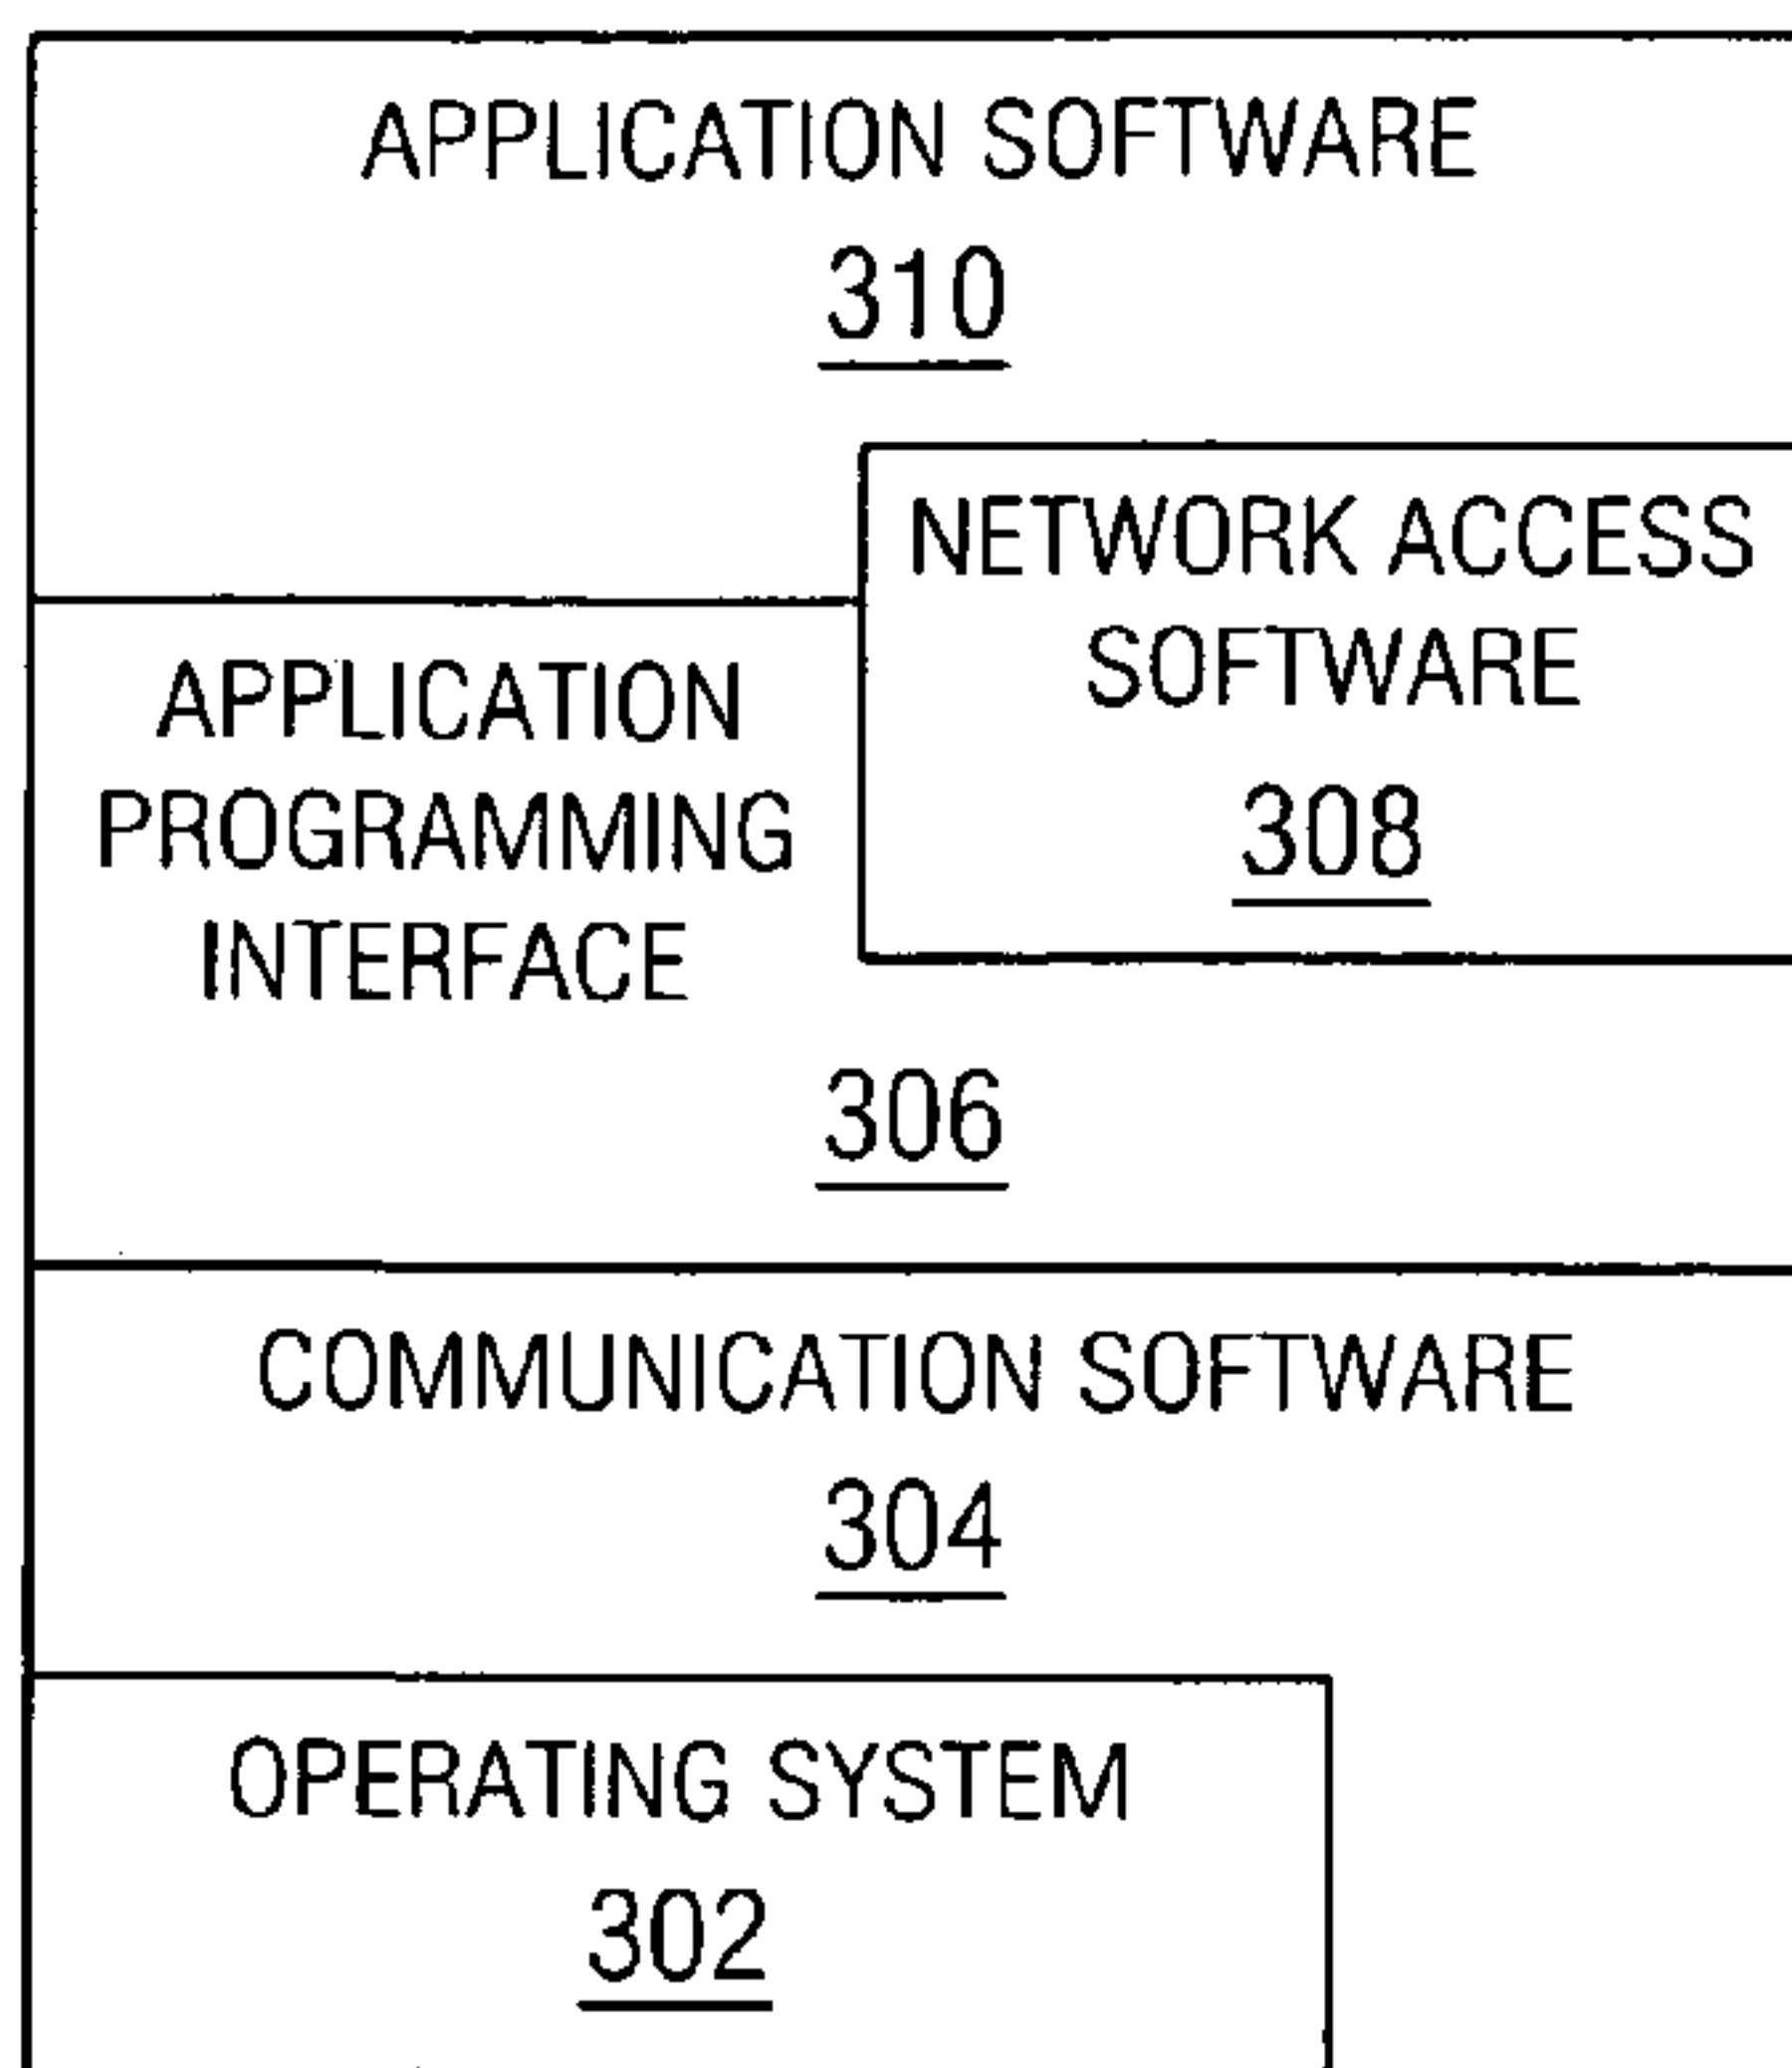 APPLICATION SOFTWARE
310
NETWORK ACCESS
SOFTWARE
308
APPLICATION
PROGRAMMING
INTERFACE
306
COMMUNICATION SOFTWARE
304
OPERATING SYSTEM
302